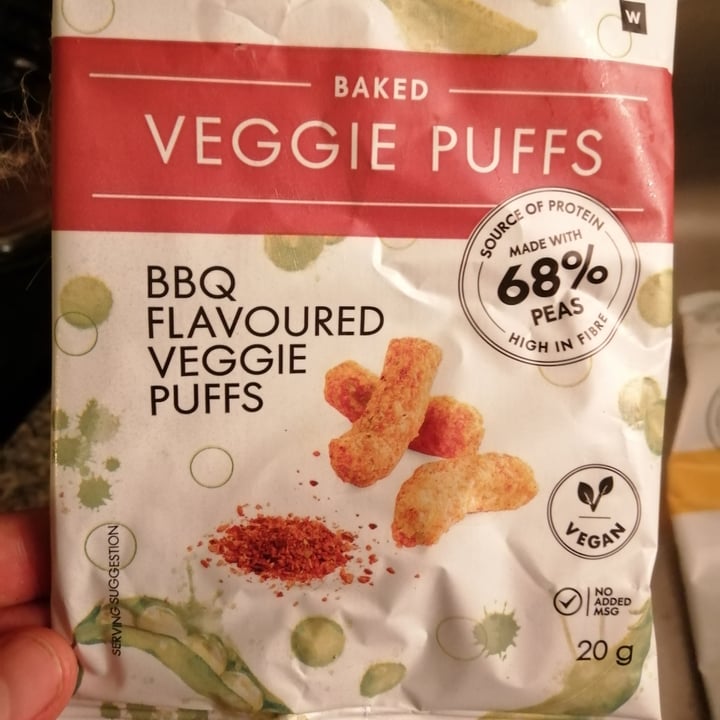 W
BAKED
VEGGIE PUFFS
SOURCE OF PROTEIN
MADE WITH
68%
PEAS
HIGH IN FIBRE
BBQ
FLAVOURED
VEGGIE
PUFFS
VEGAN
NO
ADDED
MSG
SERVING SUGGESTION
20 g